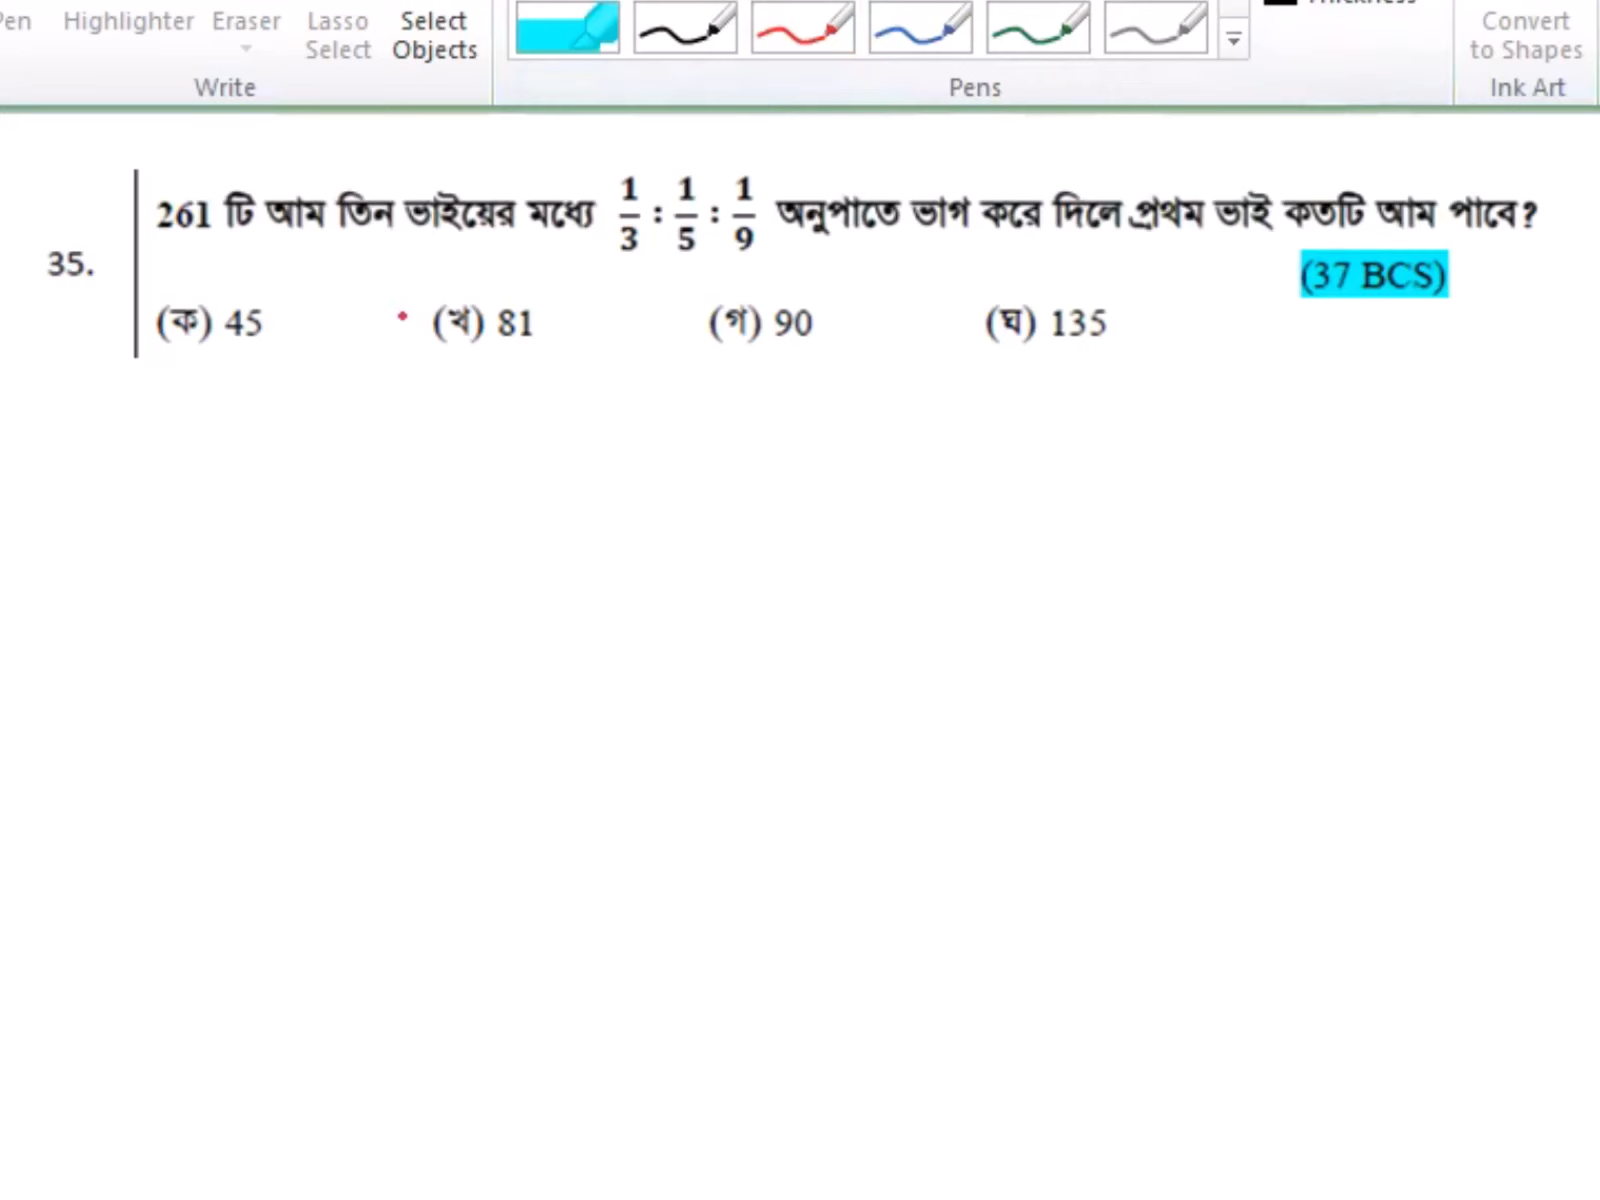 Highlighter Eraser Lasso Select Select Objects
Convert to Shapes
Write Pens Ink Art
35. 261 টি আম তিন ভাইয়ের মধ্যে 1/3 : 1/5 : 1/9 অনুপাতে ভাগ করে দিলে প্রথম ভাই কতটি আম পাবে?
(37 BCS)
(ক) 45 (খ) 81 (গ) 90 (ঘ) 135